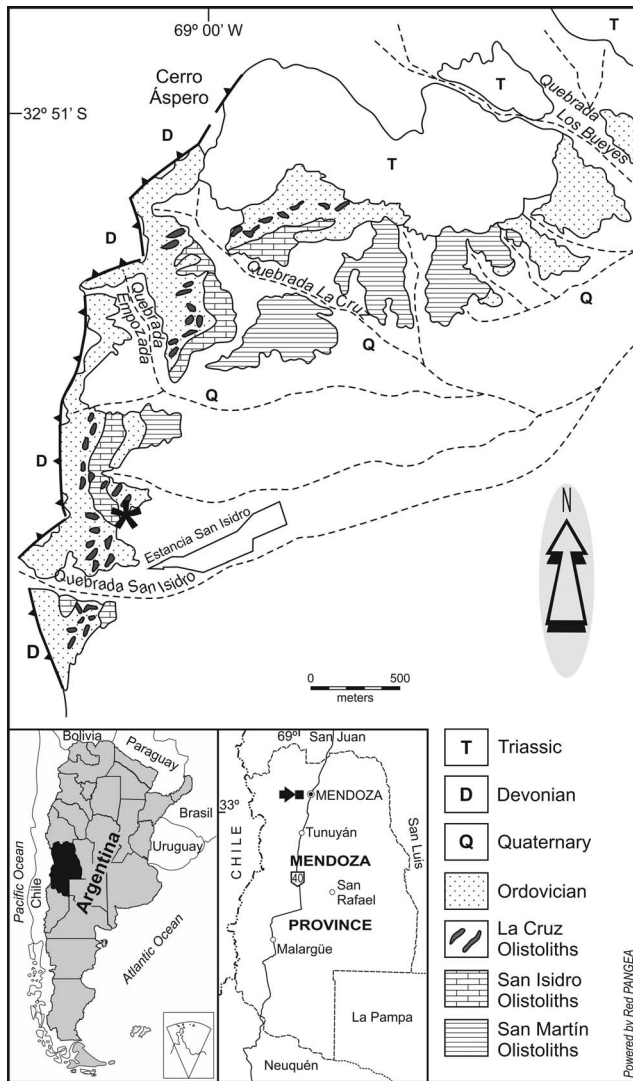 69º 00' W
T
Cerro
Áspero
Quebrada
Los Bueyes
32º 51' S
T
D
T
D
Quebrada La Cruz
Quebrada
Empozada
Q
Q
Q
D
Estancia San Isidro
Quebrada San Isidro
N
D
0 500
meters
Bolivia
Paraguay
Brasil
Uruguay
Argentina
Chile
Pacific Ocean
Atlantic Ocean
69º
San Juan
33º
MENDOZA
CHILE
Tunuyán
San Luis
MENDOZA
40
San
Rafael
PROVINCE
Malargüe
La Pampa
Neuquén
T Triassic
D Devonian
Q Quaternary
Ordovician
La Cruz
Olistoliths
San Isidro
Olistoliths
San Martín
Olistoliths
Powered by Red PANGEA